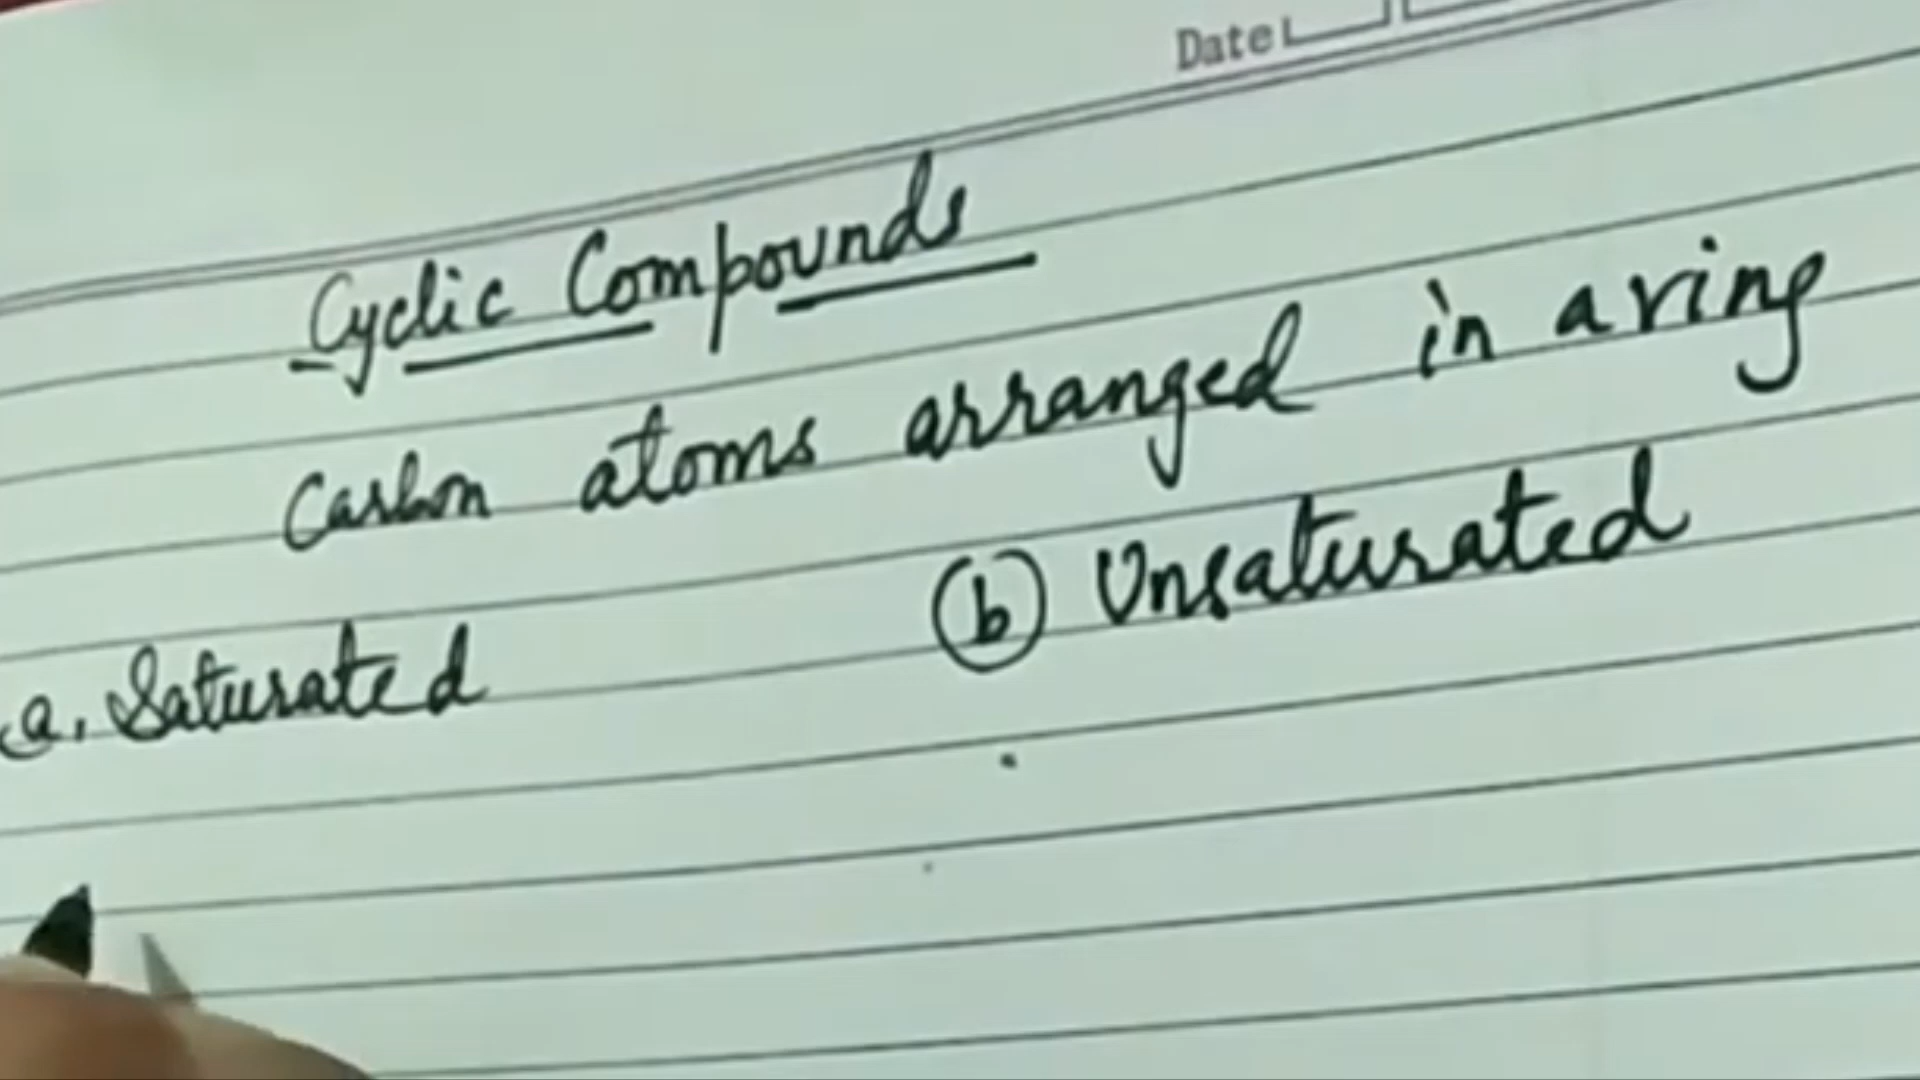 Date
Cyclic Compounds
Carbon atoms arranged in a ring
a. Saturated
(b) Unsaturated